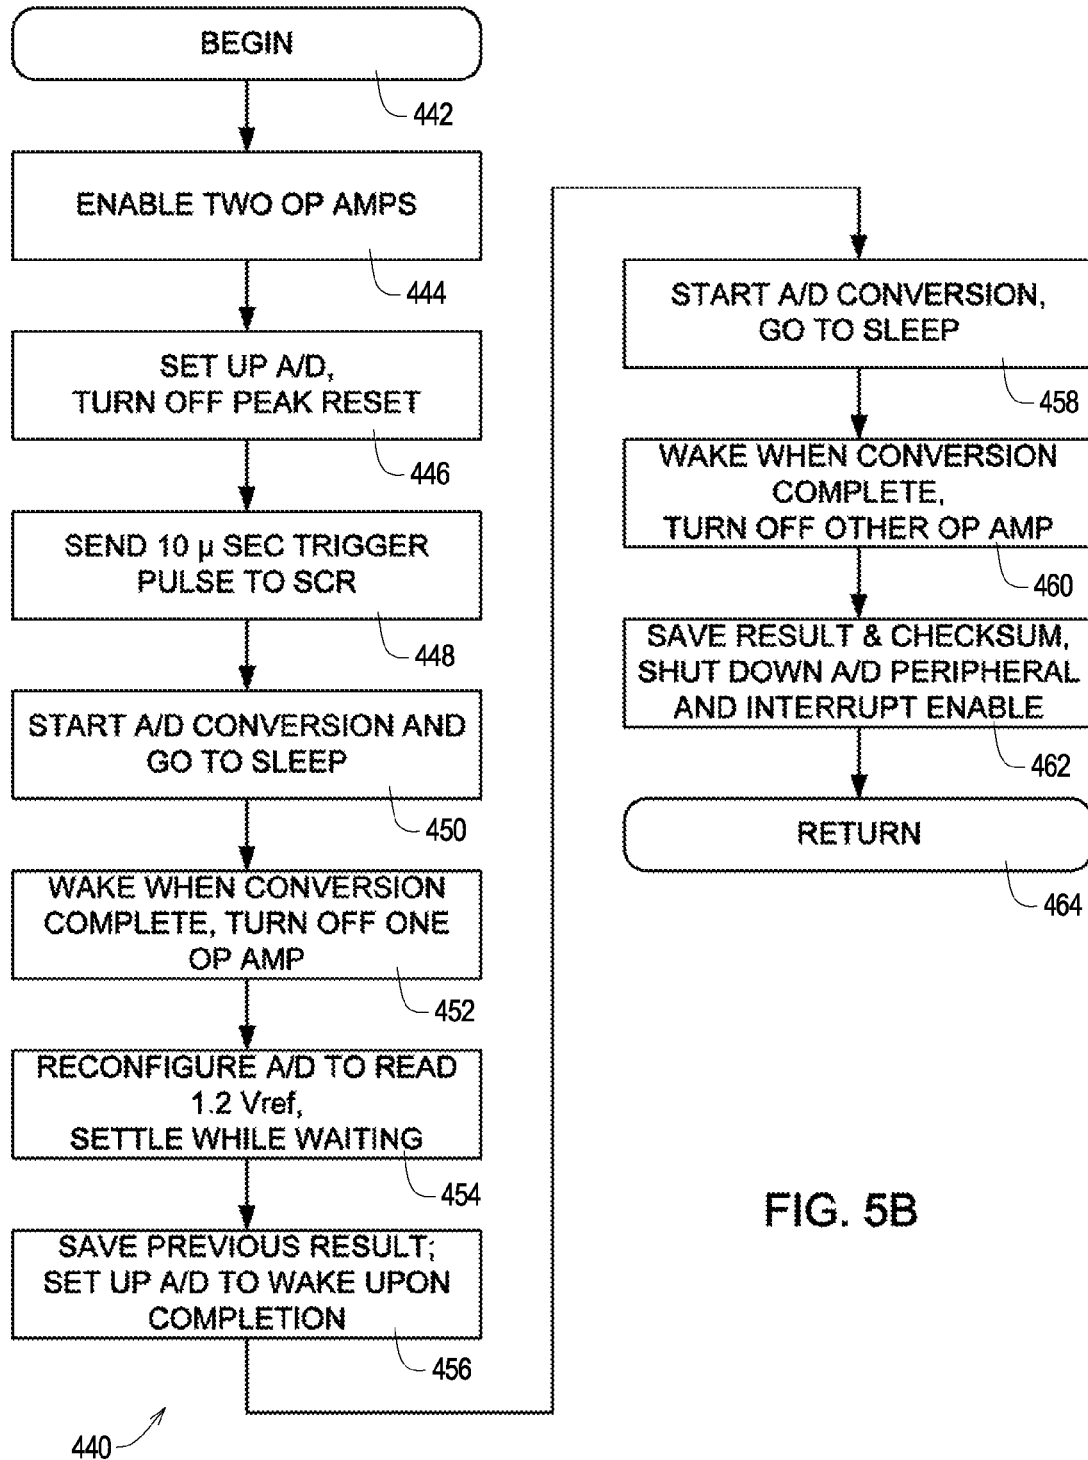 BEGIN
442
ENABLE TWO OP AMPS
444
SET UP A/D,
TURN OFF PEAK RESET
446
SEND 10 µ SEC TRIGGER
PULSE TO SCR
448
START A/D CONVERSION AND
GO TO SLEEP
450
WAKE WHEN CONVERSION
COMPLETE, TURN OFF ONE
OP AMP
452
RECONFIGURE A/D TO READ
1.2 Vref,
SETTLE WHILE WAITING
454
SAVE PREVIOUS RESULT;
SET UP A/D TO WAKE UPON
COMPLETION
456
440
START A/D CONVERSION,
GO TO SLEEP
458
WAKE WHEN CONVERSION
COMPLETE,
TURN OFF OTHER OP AMP
460
SAVE RESULT & CHECKSUM,
SHUT DOWN A/D PERIPHERAL
AND INTERRUPT ENABLE
462
RETURN
464
FIG. 5B